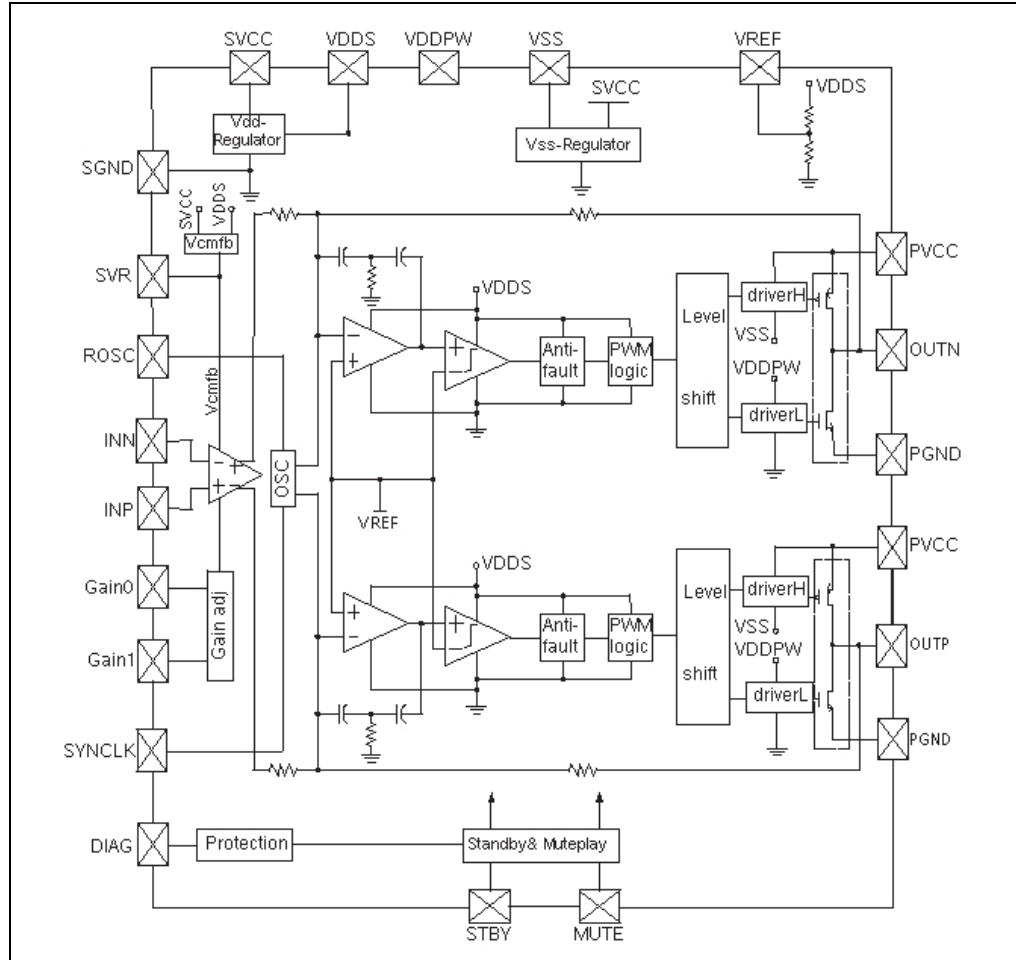 SVCC
VDDS
VDDPW
VSS
VREF
SVCC
VDDS
Vdd-
Regulator
Vss-Regulator
SGND
SVCC
VDDS
Vcmfb
SVR
PVCC
VDDS
Level
shift
driverH
VSS
ROSC
OUTN
Vcmfb
Anti-
fault
PWM
logic
VDDPW
driverL
INN
PGND
OSC
INP
VREF
PVCC
VDDS
Level
shift
driverH
Gain0
Gain adj
VSS
Anti-
fault
PWM
logic
VDDPW
OUTP
Gain1
driverL
SYNCLK
PGND
DIAG
Protection
Standby& Muteplay
STBY
MUTE